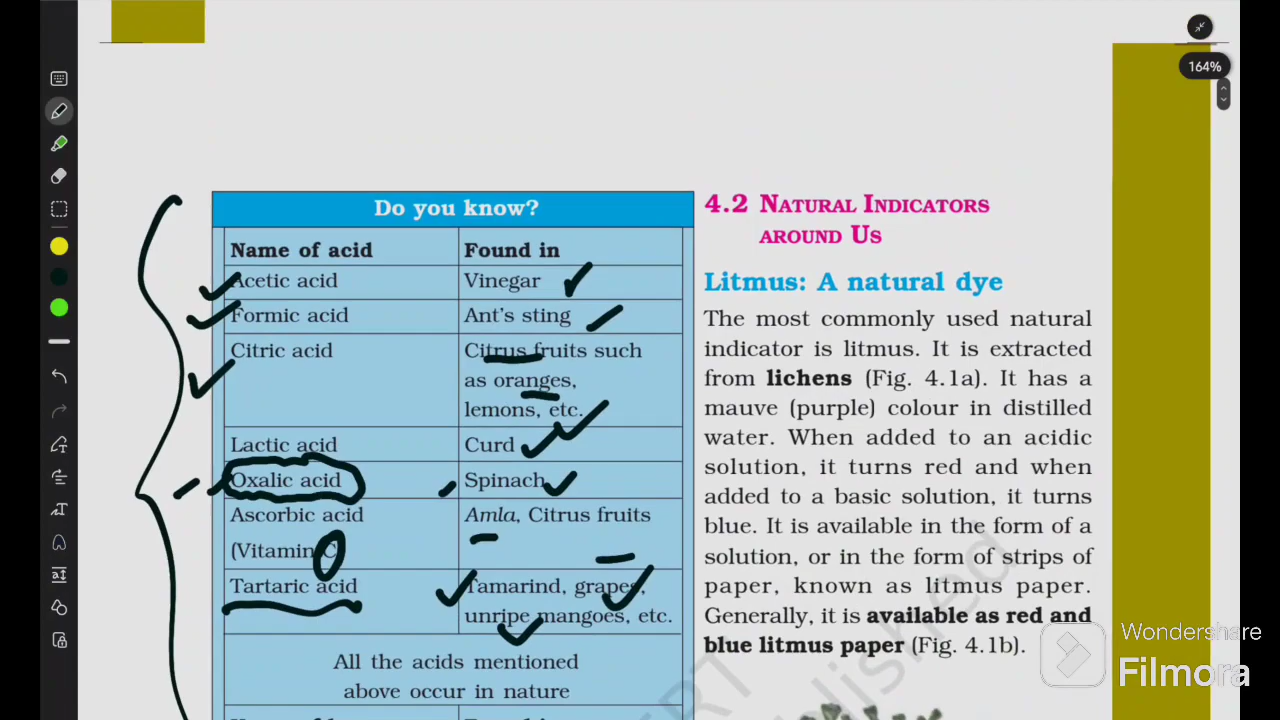 164%
Do you know?
Name of acid Found in
Acetic acid Vinegar
Formic acid Ant's sting
Citric acid Citrus fruits such
as oranges,
lemons, etc.
Lactic acid Curd
Oxalic acid Spinach
Ascorbic acid Amla, Citrus fruits
(Vitamin C)
Tartaric acid Tamarind, grapes,
unripe mangoes, etc.
All the acids mentioned
above occur in nature
4.2 NATURAL INDICATORS
AROUND US
Litmus: A natural dye
The most commonly used natural
indicator is litmus. It is extracted
from lichens (Fig. 4.1a). It has a
mauve (purple) colour in distilled
water. When added to an acidic
solution, it turns red and when
added to a basic solution, it turns
blue. It is available in the form of a
solution, or in the form of strips of
paper, known as litmus paper.
Generally, it is available as red and
blue litmus paper (Fig. 4.1b).
Wondershare
Filmora